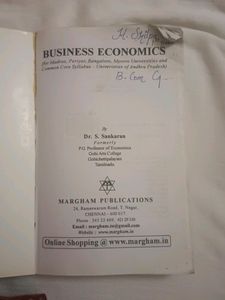 BUSINESS ECONOMICS
(for Madras, Periyar, Bangalore, Mysore Universities and
Common Core Syllabus - Universities of Andhra Pradesh)
B.Com
By
Dr. S. Sankaran
Formerly
P.G. Professor of Economics
Gobi Arts College
Gobichettipalayam
Tamilnadu.
MARGHAM PUBLICATIONS
24, Rameswaram Road, T. Nagar,
CHENNAI - 600 017
Email : margham@vsnl.com
Website : www.margham.in
Online Shopping @ www.margham.in